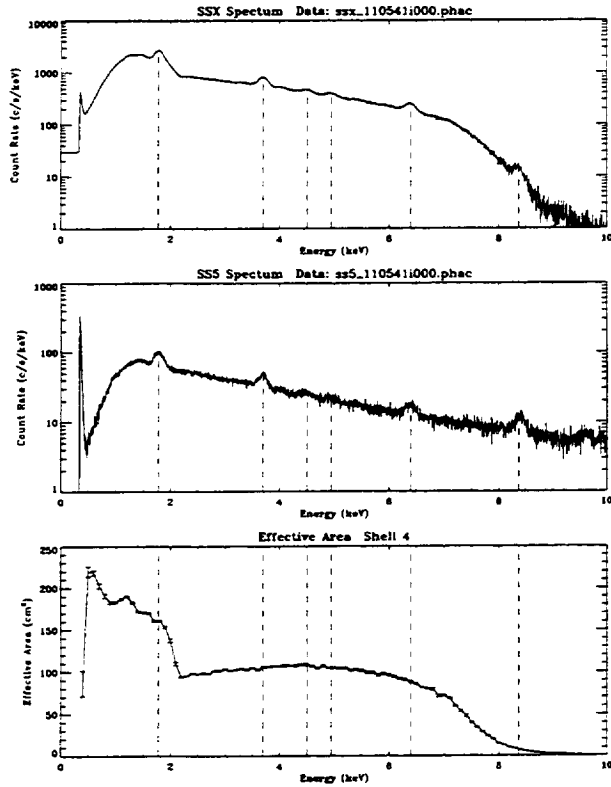 SSX Spectrum Data: ssx_110541i000.phac
10000
1000
100
10
1
Count Rate (c/s/keV)
0 2 4 6 8 10
Energy (keV)
SS5 Spectrum Data: ss5_110541i000.phac
1000
100
10
1
Count Rate (c/s/keV)
0 2 4 6 8 10
Energy (keV)
Effective Area Shell 4
250
200
150
100
50
0
Effective Area (cm²)
0 2 4 6 8 10
Energy (keV)